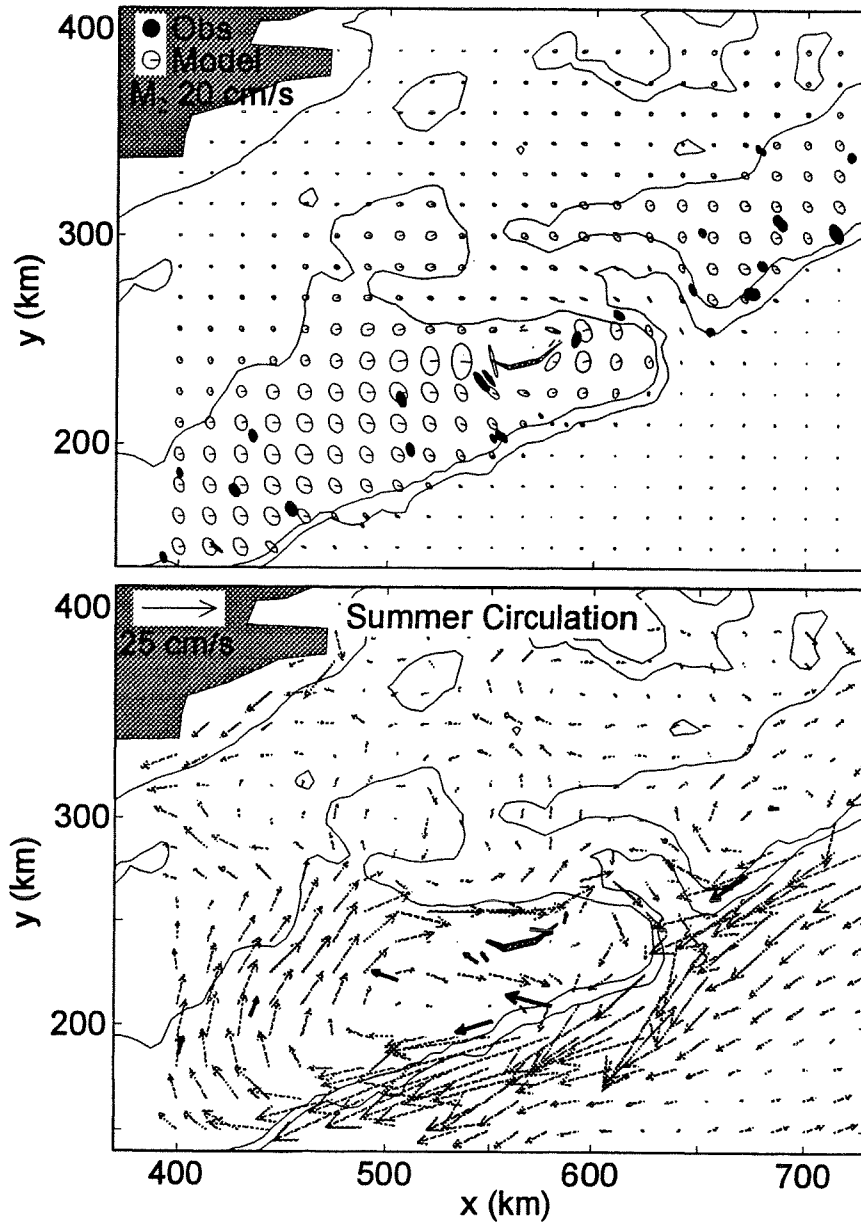 400
Obs
Model
M₂ 20 cm/s
300
y (km)
200
400
25 cm/s
Summer Circulation
300
y (km)
200
400
500
600
700
x (km)